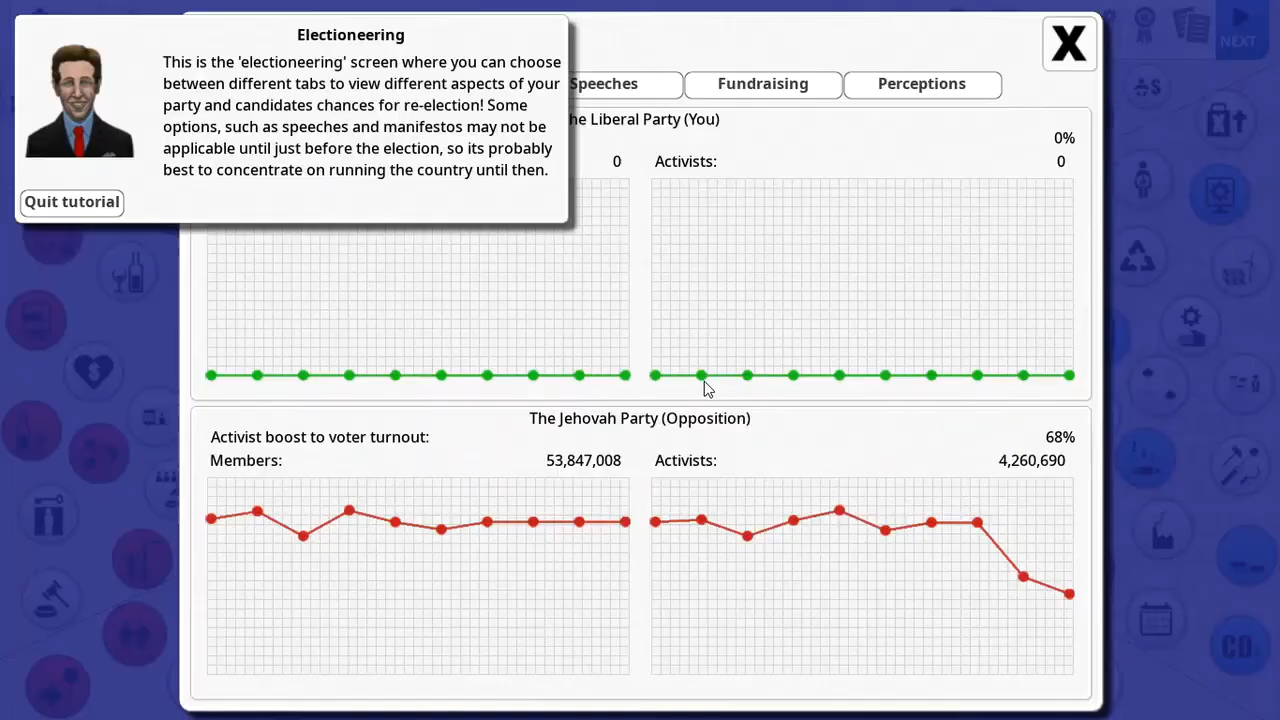 Electioneering
This is the 'electioneering' screen where you can choose
between different tabs to view different aspects of your
party and candidates chances for re-election! Some
options, such as speeches and manifestos may not be
applicable until just before the election, so its probably
best to concentrate on running the country until then.
Quit tutorial
X
NEXT
Speeches
Fundraising
Perceptions
he Liberal Party (You)
0%
0
Activists:
0
The Jehovah Party (Opposition)
Activist boost to voter turnout:
68%
Members:
53,847,008
Activists:
4,260,690